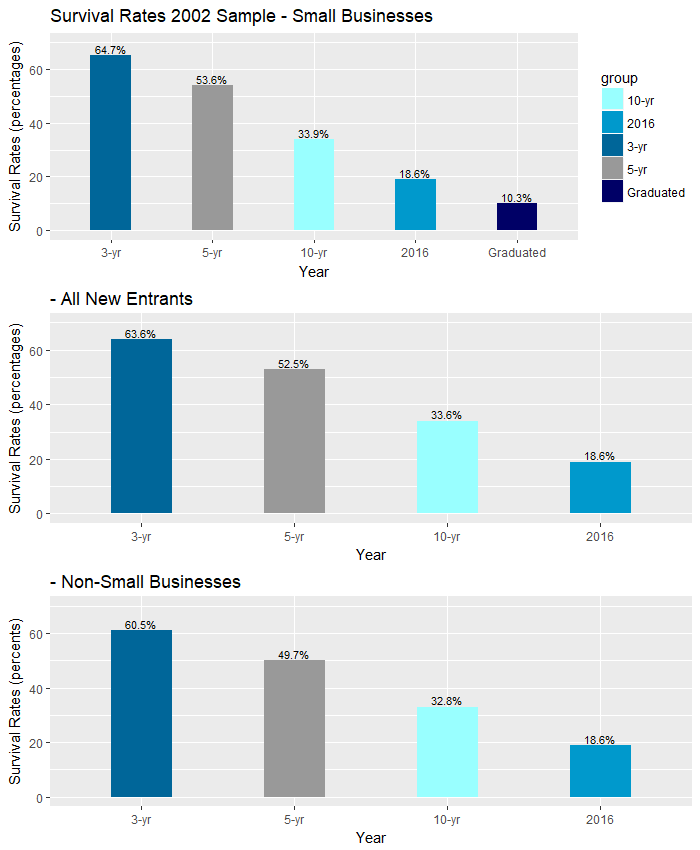 Survival Rates 2002 Sample - Small Businesses
Survival Rates (percentages)
60
40
20
0
64.7%
53.6%
33.9%
18.6%
10.3%
3-yr
5-yr
10-yr
2016
Graduated
Year
group
10-yr
2016
3-yr
5-yr
Graduated
- All New Entrants
Survival Rates (percentages)
60
40
20
0
63.6%
52.5%
33.6%
18.6%
3-yr
5-yr
10-yr
2016
Year
- Non-Small Businesses
Survival Rates (percents)
60
40
20
0
60.5%
49.7%
32.8%
18.6%
3-yr
5-yr
10-yr
2016
Year